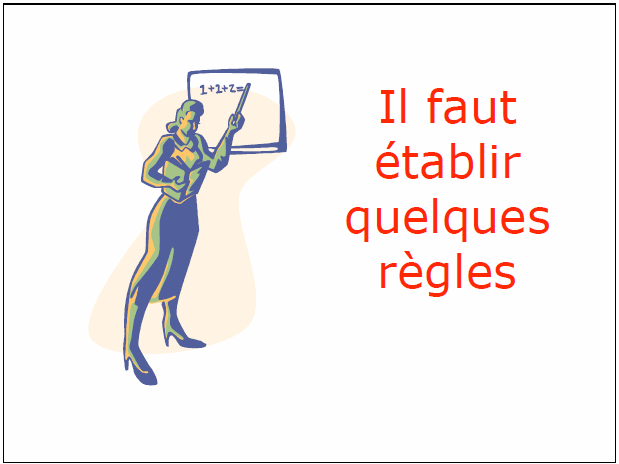 1+1+2=
Il faut
établir
quelques
règles